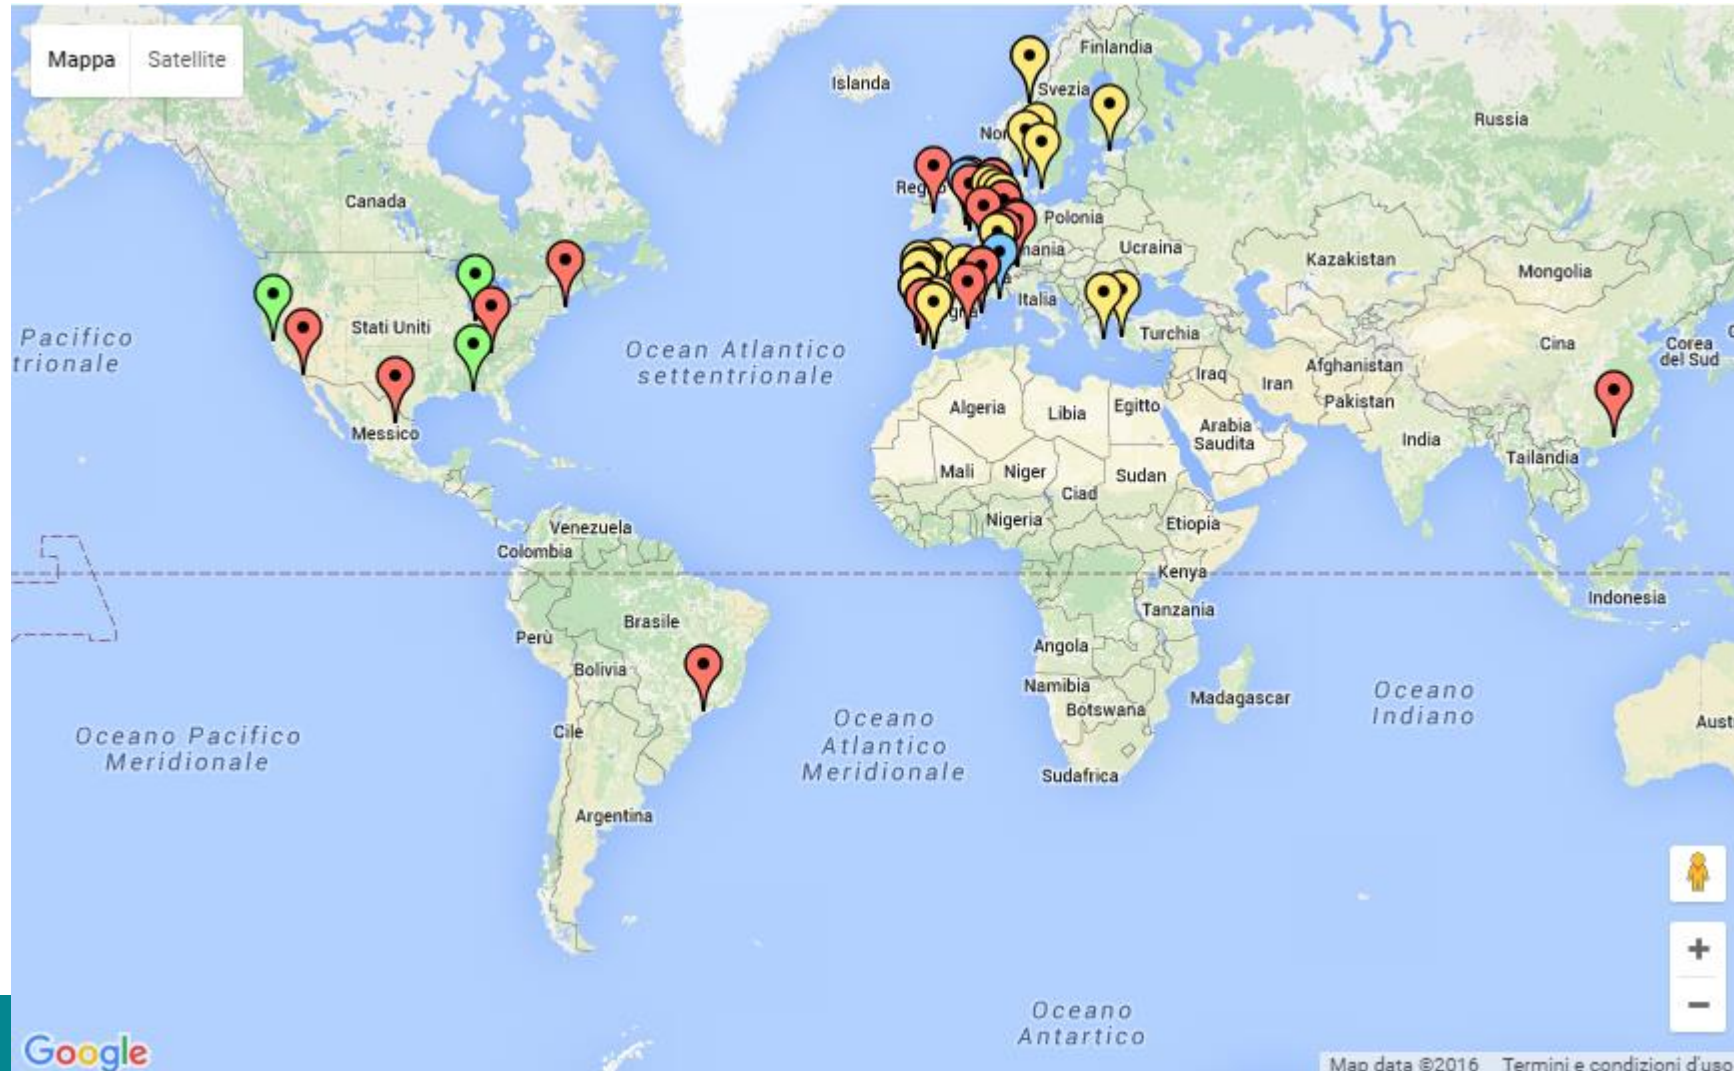 Mappa
Satellite
Islanda
Finlandia
Svezia
Russia
Canada
Polonia
Ucraina
Kazakistan
Mongolia
Stati Uniti
Italia
Turchia
Pacifico
trionale
Ocean Atlantico
settentrionale
Cina
Corea
del Sud
Iraq
Iran
Afghanistan
Pakistan
Algeria
Libia
Egitto
Arabia
Saudita
India
Tailandia
Messico
Mali
Niger
Ciad
Sudan
Nigeria
Etiopia
Venezuela
Colombia
Kenya
Indonesia
Tanzania
Brasile
Perù
Angola
Bolivia
Namibia
Botswana
Madagascar
Oceano
Indiano
Oceano Pacifico
Meridionale
Cile
Oceano
Atlantico
Meridionale
Aust
Sudafrica
Argentina
Oceano
Antartico
Google
Map data ©2016 Termini e condizioni d'uso